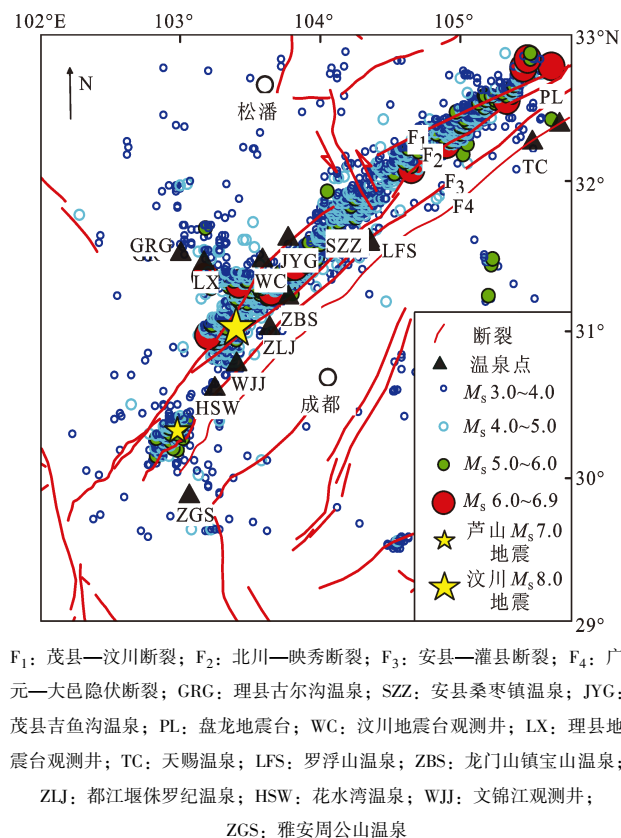 102°E 103° 104° 105° 33°N
N
松潘
PL
F1
F2
TC
32°
F3
F4
GRG
SZZ
LFS
JYG
LX
WC
ZBS
31°
ZLJ
断裂
WJJ
温泉点
成都
HSW
Ms 3.0~4.0
Ms 4.0~5.0
30°
Ms 5.0~6.0
ZGS
Ms 6.0~6.9
芦山 Ms7.0
地震
汶川 Ms8.0
地震
29°
F1：茂县—汶川断裂；F2：北川—映秀断裂；F3：安县—灌县断裂；F4：广
元—大邑隐伏断裂；GRG：理县古尔沟温泉；SZZ：安县桑枣镇温泉；JYG：
茂县吉鱼沟温泉；PL：盘龙地震台；WC：汶川地震台观测井；LX：理县地
震台观测井；TC：天赐温泉；LFS：罗浮山温泉；ZBS：龙门山镇宝山温泉；
ZLJ：都江堰侏罗纪温泉；HSW：花水湾温泉；WJJ：文锦江观测井；
ZGS：雅安周公山温泉